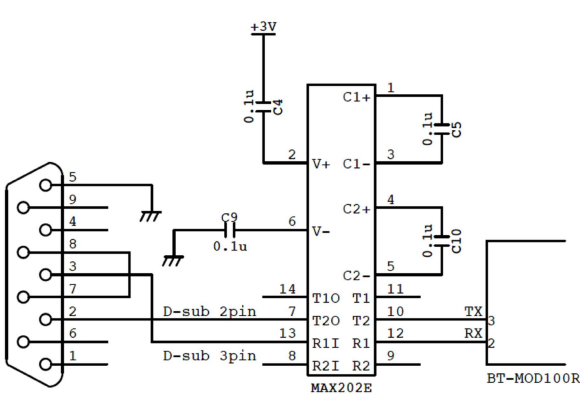 +3V
0.1u
C4
1
C1+
0.1u
C5
2
V+
C1-
3
5
9
4
8
3
7
2
6
1
C9
0.1u
6
V-
4
C2+
0.1u
C10
C2-
5
14
T1O
T1
11
D-sub 2pin
7
T2O
T2
10
TX
3
13
R1I
R1
12
RX
2
D-sub 3pin
8
R2I
R2
9
MAX202E
BT-MOD100R